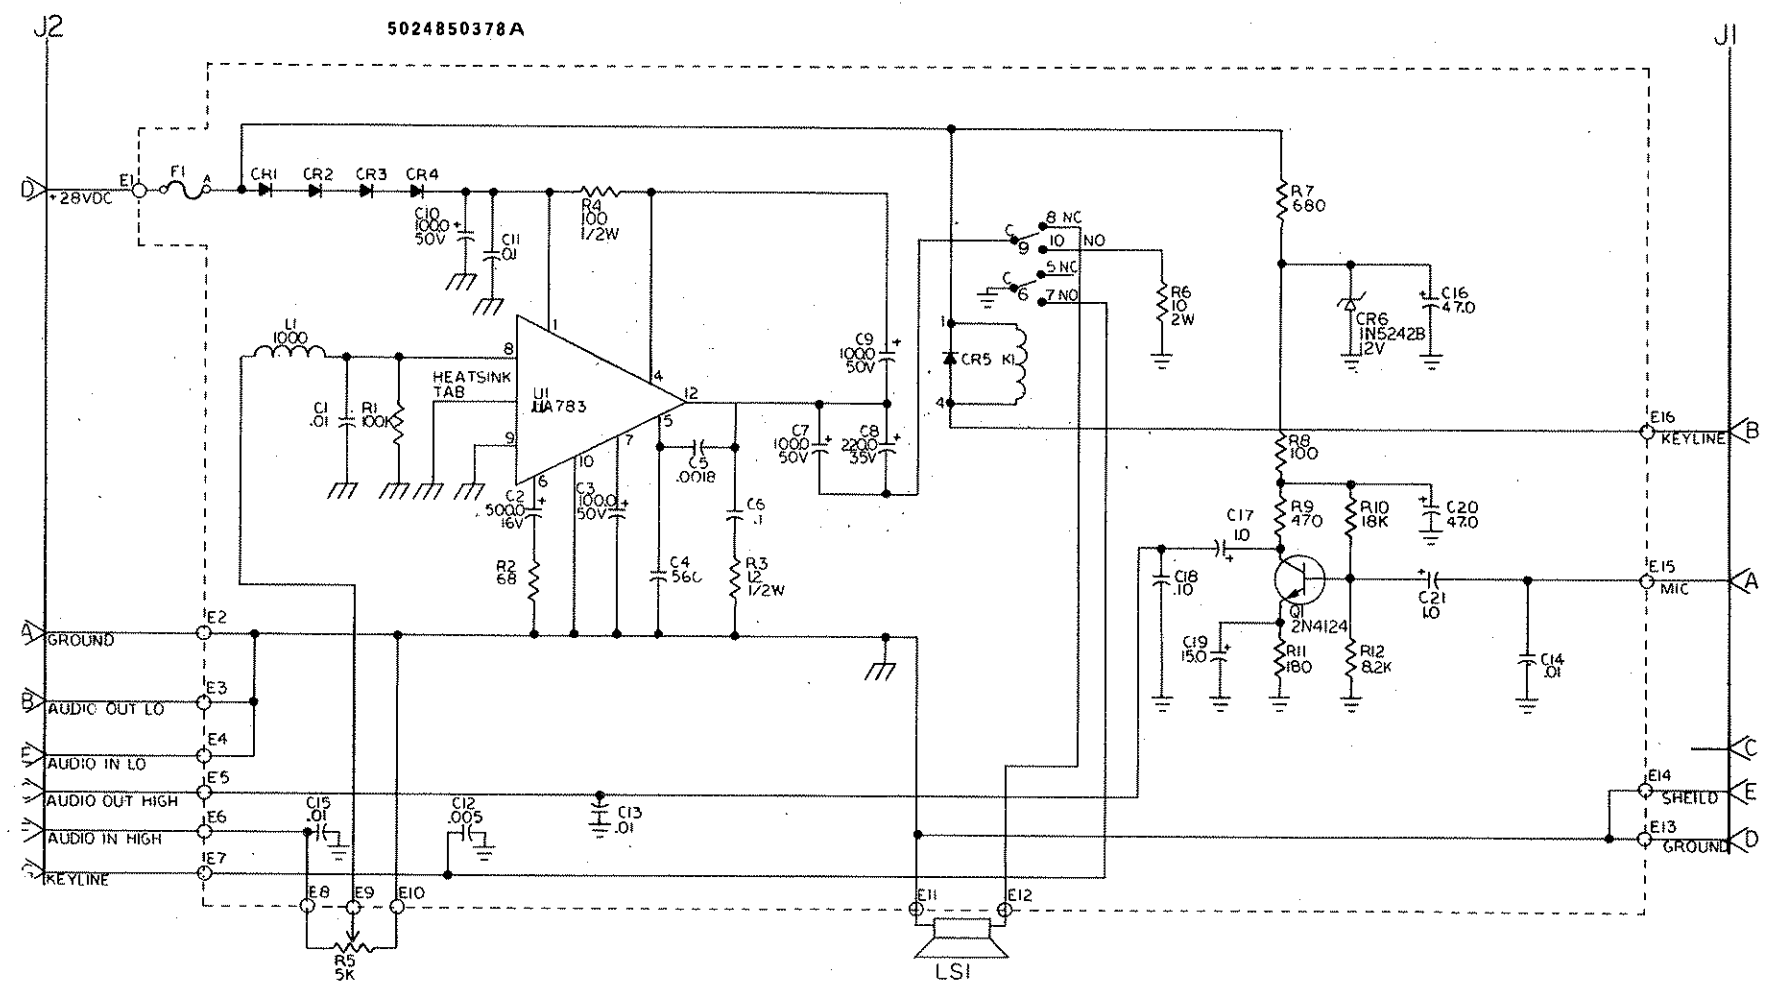 J2
5024850378A
J1
D
+28VDC
E1
F1
A
CR1
CR2
CR3
CR4
C10
100.0
50V
+
C11
R4
100
1/2W
L1
1000
C1
.01
R1
100K
HEATSINK
TAB
U1
8
1
4
12
5
7
9
10
6
C2
500.0
16V
+
C3
100.0
50V
+
C5
.0018
C6
.1
R2
68
C4
R3
12
1/2W
C9
100.0
50V
+
C7
100.0
50V
+
C8
220.0
35V
+
C
9
8 NC
10
NO
C
6
5 NC
7 NO
1
CR5
K1
4
R6
10
2W
R7
680
CR6
1N5242B
12V
+
C16
47.0
R8
100
E16
KEYLINE
B
R9
470
R10
18K
+
C20
47.0
C17
1.0
+
C18
.10
Q1
2N4124
+
C21
1.0
E15
MIC
A
C19
15.0
+
R11
180
R12
8.2K
C14
.01
C
E14
SHEILD
E
E13
GROUND
D
A
GROUND
E2
B
AUDIO OUT LO
E3
AUDIO IN LO
E4
AUDIO OUT HIGH
E5
AUDIO IN HIGH
E6
KEYLINE
E7
C15
.01
C12
.005
C13
.01
E8
E9
E10
E11
E12
R5
5K
LS1